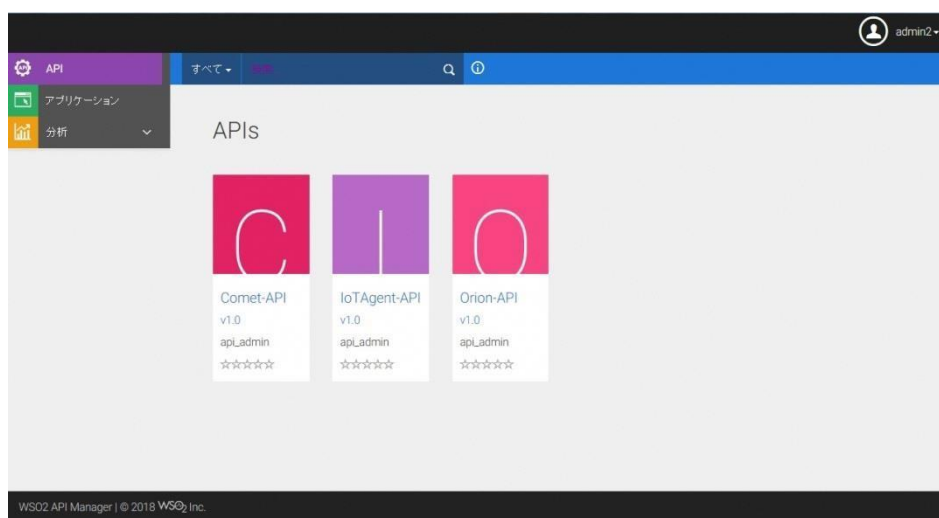 admin2
API
すべて
アプリケーション
分析
APIs
C
I
O
Comet-API
v1.0
api_admin
IoTAgent-API
v1.0
api_admin
Orion-API
v1.0
api_admin
WSO2 API Manager | © 2018 WSO2 Inc.